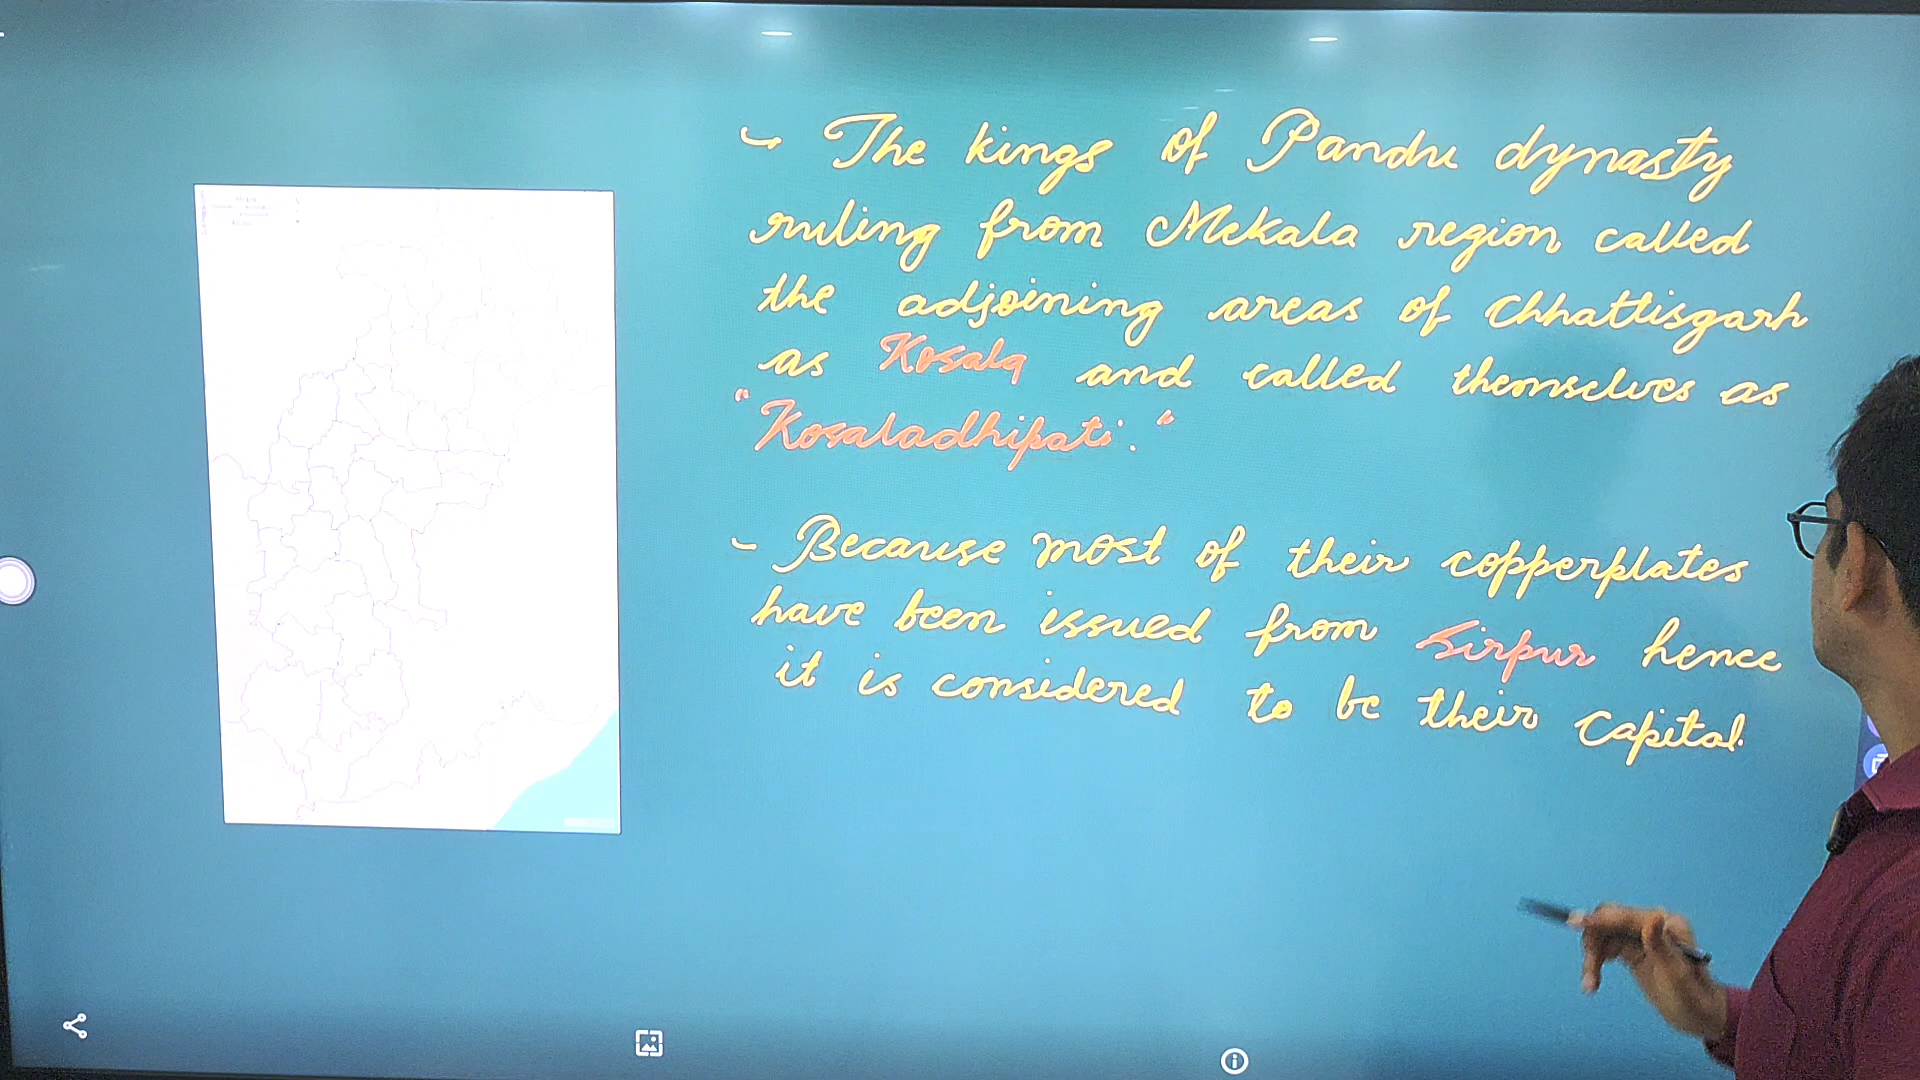 - The kings of Pandu dynasty
ruling from Mekala region called
the adjoining areas of Chhattisgarh
as Kosala and called themselves as
"Kosaladhipati."
- Because most of their copperplates
have been issued from Sirpur hence
it is considered to be their capital.